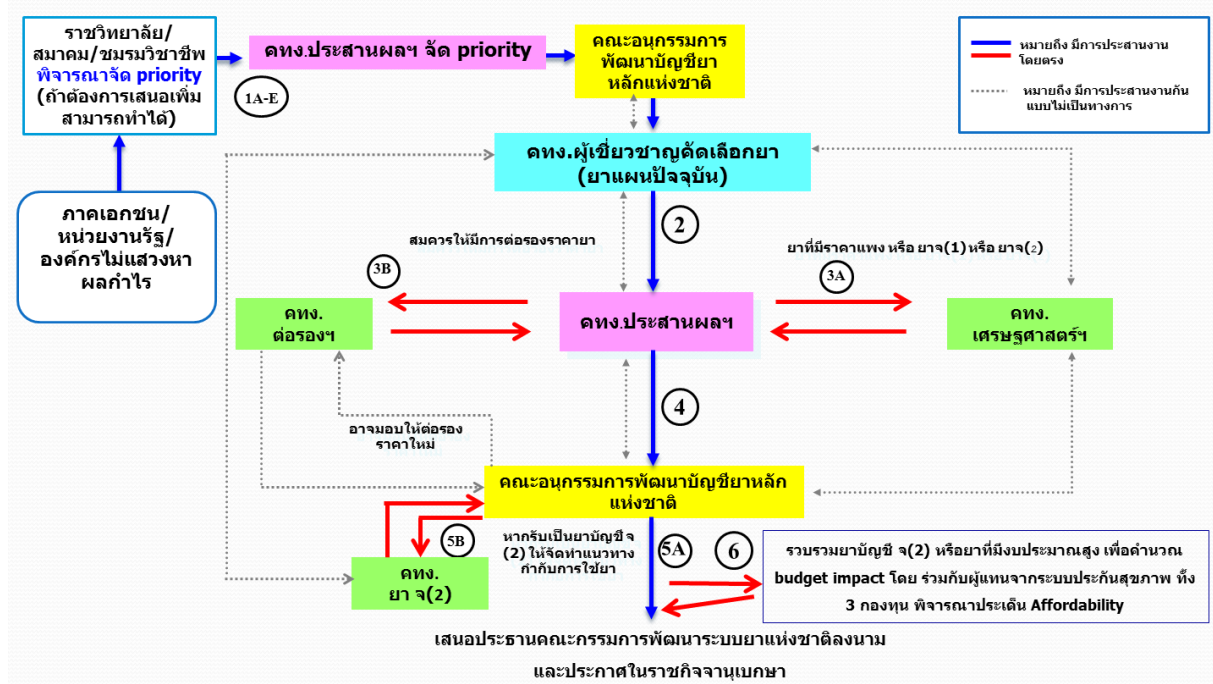 ราชวิทยาลัย/
สมาคม/ชมรมวิชาชีพ
พิจารณาจัด priority
(ถ้าต้องการเสนอเพิ่ม
สามารถทำได้)
1A-E
คทง.ประสานผลฯ จัด priority
คณะอนุกรรมการ
พัฒนาบัญชียา
หลักแห่งชาติ
หมายถึง มีการประสานงาน
โดยตรง
หมายถึง มีการประสานงานกัน
แบบไม่เป็นทางการ
คทง.ผู้เชี่ยวชาญคัดเลือกยา
(ยาแผนปัจจุบัน)
ภาคเอกชน/
หน่วยงานรัฐ/
องค์กรไม่แสวงหา
ผลกำไร
2
สมควรให้มีการต่อรองราคายา
ยาที่มีราคาแพง หรือ ยาจ(1) หรือ ยาจ(2)
3B
3A
คทง.
ต่อรองฯ
คทง.ประสานผลฯ
คทง.
เศรษฐศาสตร์ฯ
4
อาจมอบให้ต่อรอง
ราคาใหม่
คณะอนุกรรมการพัฒนาบัญชียาหลัก
แห่งชาติ
5B
หากรับเป็นยาบัญชี จ
(2) ให้จัดทำแนวทาง
กำกับการใช้ยา
5A
6
คทง.
ยา จ(2)
รวบรวมยาบัญชี จ(2) หรือยาที่มีงบประมาณสูง เพื่อคำนวณ
budget impact โดย ร่วมกับผู้แทนจากระบบประกันสุขภาพ ทั้ง
3 กองทุน พิจารณาประเด็น Affordability
เสนอประธานคณะกรรมการพัฒนาระบบยาแห่งชาติลงนาม
และประกาศในราชกิจจานุเบกษา